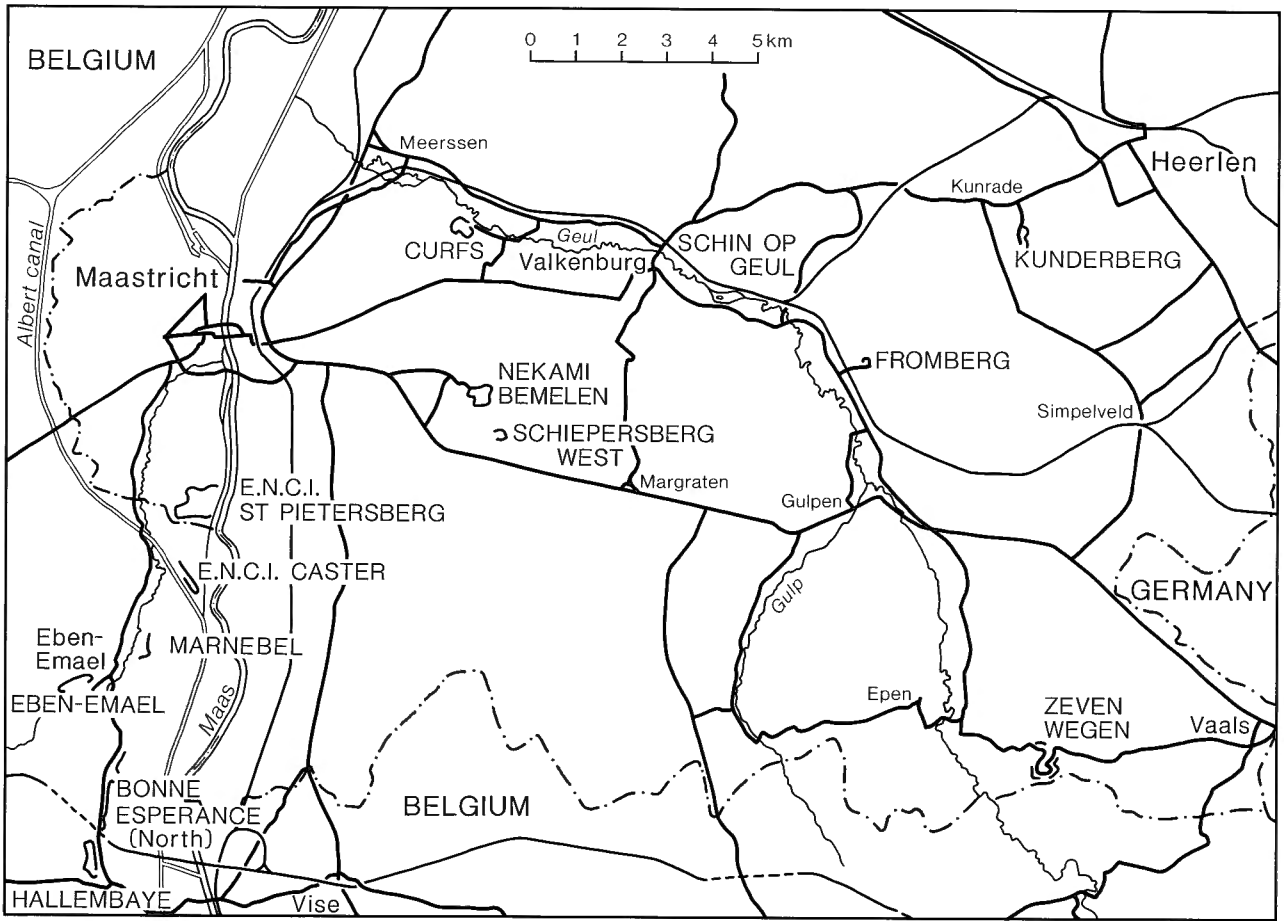 0 1 2 3 4 5 km
BELGIUM
Meerssen
Heerlen
Kunrade
Albert canal
Maastricht
CURFS
Geul
Valkenburg
SCHIN OP
GEUL
KUNDERBERG
NEKAMI
BEMELEN
FROMBERG
SCHIEPERSBERG
WEST
Simpelveld
Margraten
Gulpen
E.N.C.I.
ST PIETERSBERG
E.N.C.I. CASTER
GERMANY
Gulp
Eben-
Emael
MARNEBEL
EBEN-EMAEL
Maas
Epen
ZEVEN
WEGEN
Vaals
BONNE
ESPERANCE
(North)
BELGIUM
HALLEMBAYE
Vise